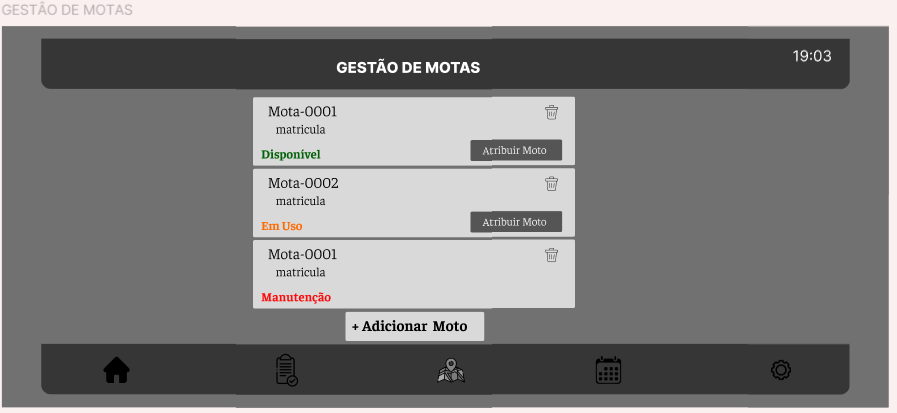 GESTÃO DE MOTAS
GESTÃO DE MOTAS
19:03
Mota-0001
matricula
Disponível
Atribuir Moto
Mota-0002
matricula
Em Uso
Atribuir Moto
Mota-0001
matricula
Manutenção
+ Adicionar Moto